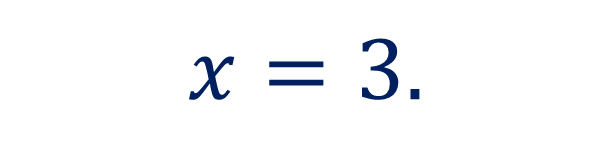 x = 3.